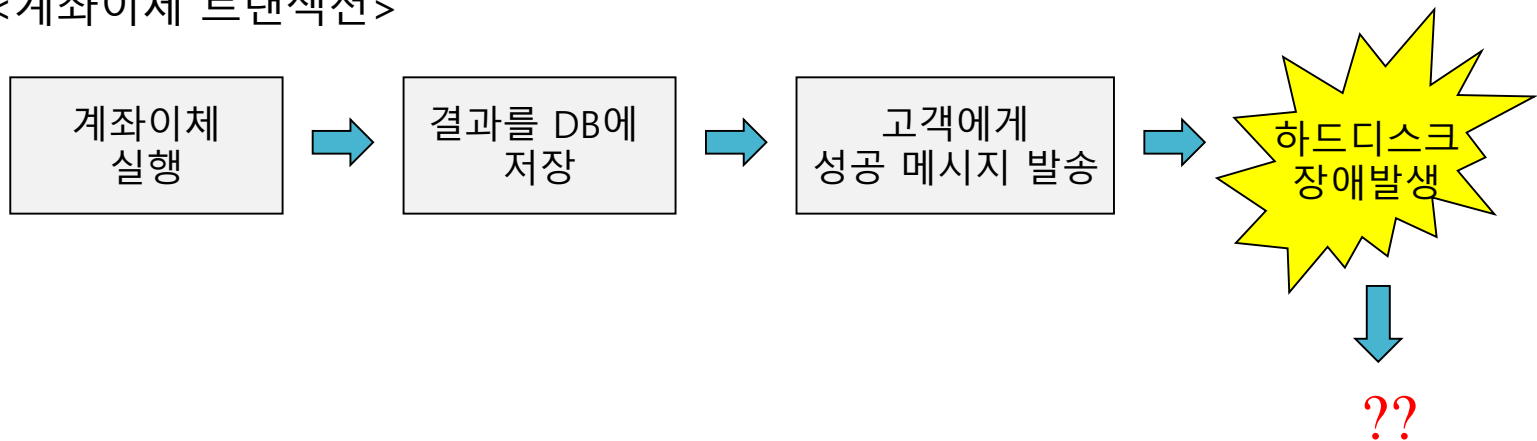 <계좌이체 트랜잭션>
계좌이체
실행
결과를 DB에
저장
고객에게
성공 메시지 발송
하드디스크
장애발생
??